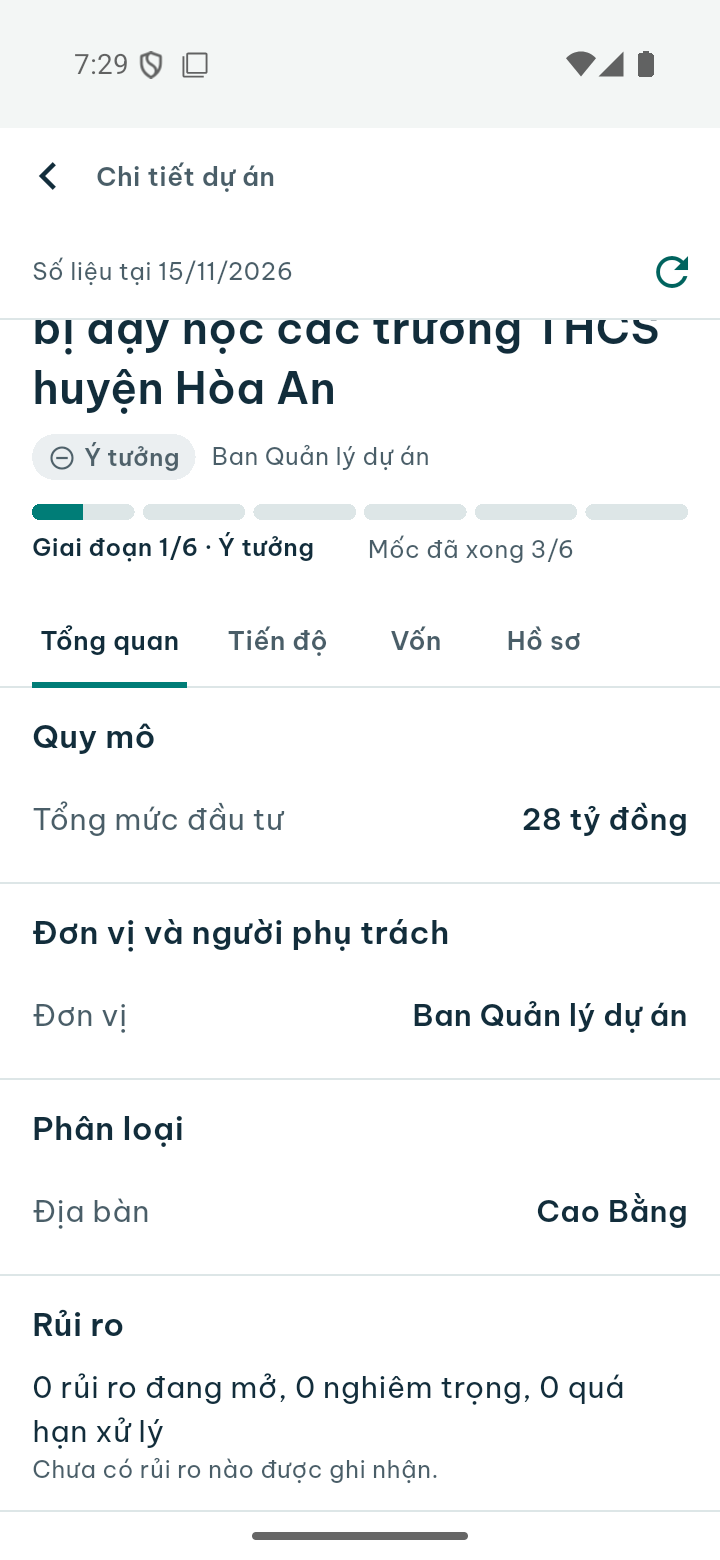 7:29
Chi tiết dự án
Số liệu tại 15/11/2026
bị dạy học các trường THCS
huyện Hòa An
Ý tưởng
Ban Quản lý dự án
Giai đoạn 1/6 · Ý tưởng
Mốc đã xong 3/6
Tổng quan
Tiến độ
Vốn
Hồ sơ
Quy mô
Tổng mức đầu tư
28 tỷ đồng
Đơn vị và người phụ trách
Đơn vị
Ban Quản lý dự án
Phân loại
Địa bàn
Cao Bằng
Rủi ro
0 rủi ro đang mở, 0 nghiêm trọng, 0 quá
hạn xử lý
Chưa có rủi ro nào được ghi nhận.